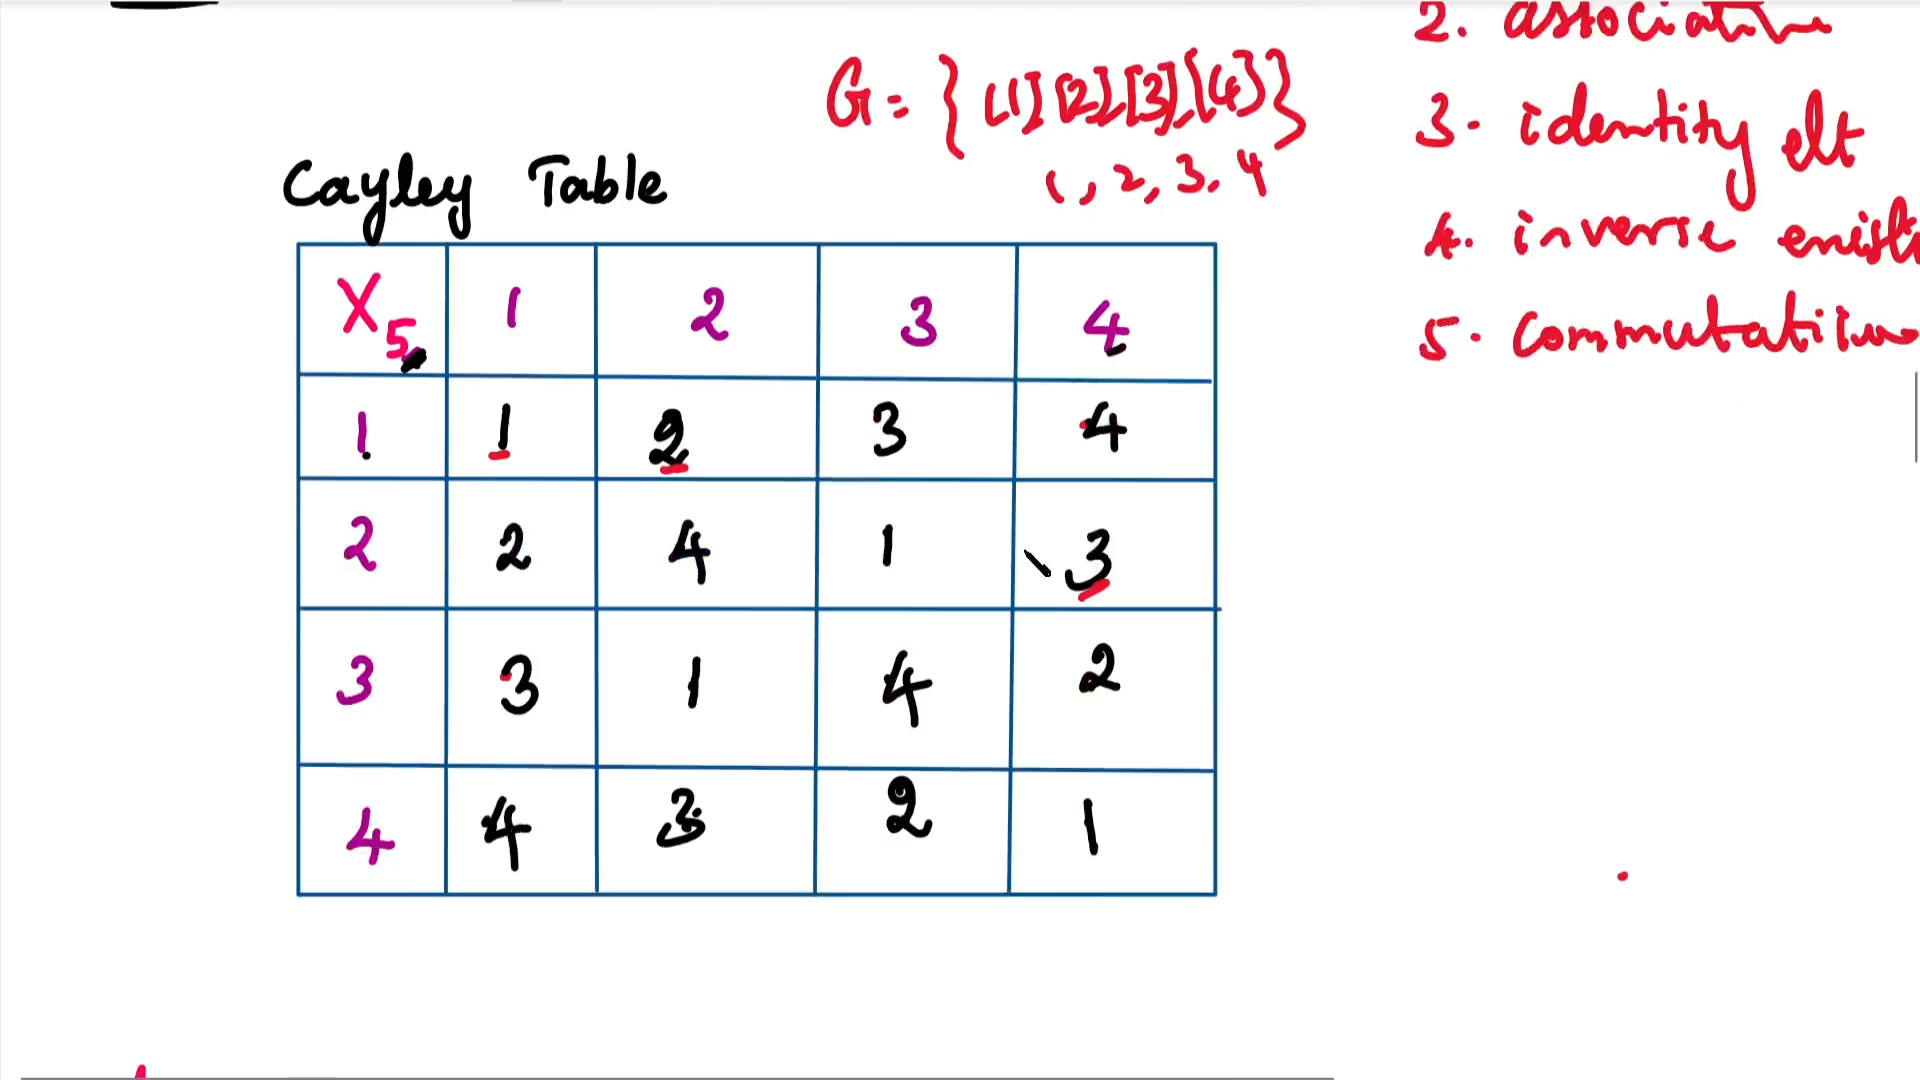 2. associative
G = { [1] [2], [3], [4] }
1, 2, 3, 4
3. identity elt
Cayley Table
4. inverse
5. commutative
X5 1 2 3 4
1 1 2 3 4
2 2 4 1 3
3 3 1 4 2
4 4 3 2 1